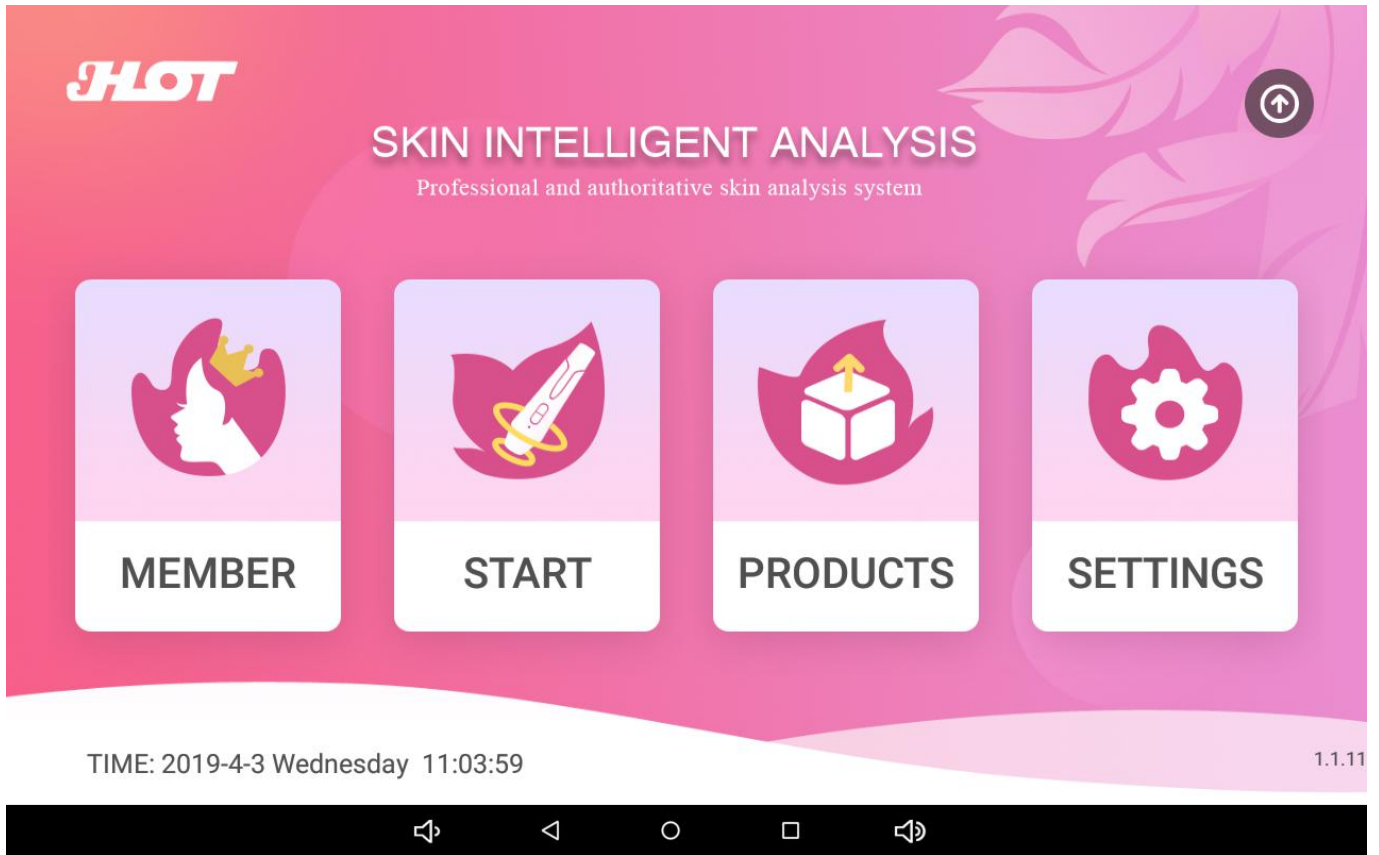 HOT
SKIN INTELLIGENT ANALYSIS
Professional and authoritative skin analysis system
MEMBER
START
PRODUCTS
SETTINGS
TIME: 2019-4-3 Wednesday 11:03:59
1.1.11